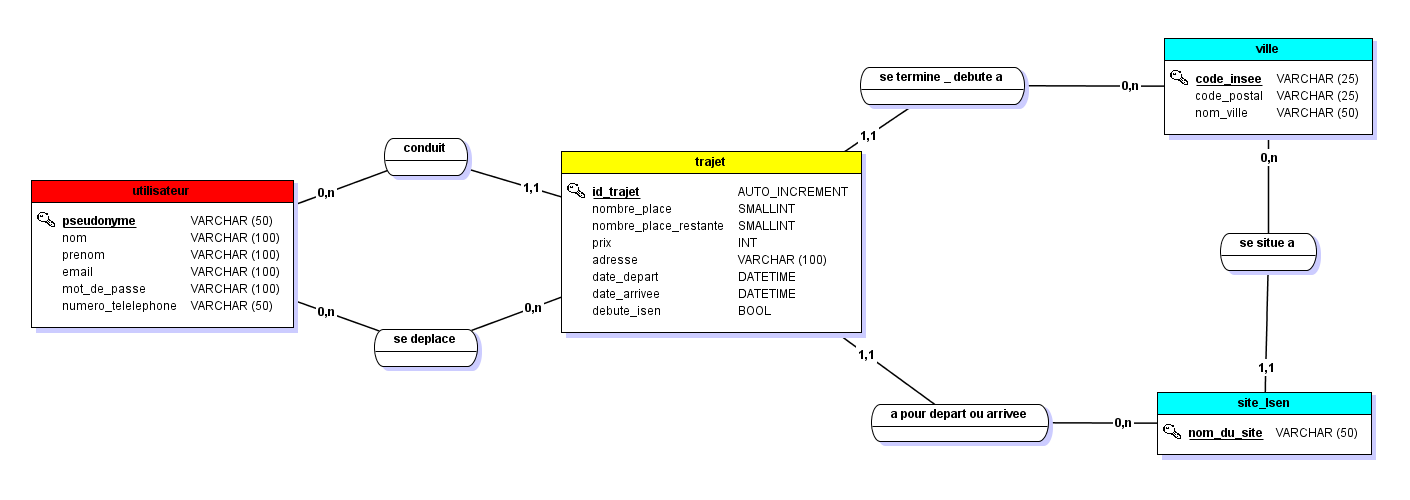 utilisateur
pseudonyme VARCHAR (50)
nom VARCHAR (100)
prenom VARCHAR (100)
email VARCHAR (100)
mot_de_passe VARCHAR (100)
numero_telelephone VARCHAR (50)
0,n
conduit
1,1
0,n
se deplace
0,n
trajet
id_trajet AUTO_INCREMENT
nombre_place SMALLINT
nombre_place_restante SMALLINT
prix INT
adresse VARCHAR (100)
date_depart DATETIME
date_arrivee DATETIME
debute_isen BOOL
1,1
se termine _ debute a
0,n
ville
code_insee VARCHAR (25)
code_postal VARCHAR (25)
nom_ville VARCHAR (50)
0,n
se situe a
1,1
1,1
a pour depart ou arrivee
0,n
site_Isen
nom_du_site VARCHAR (50)